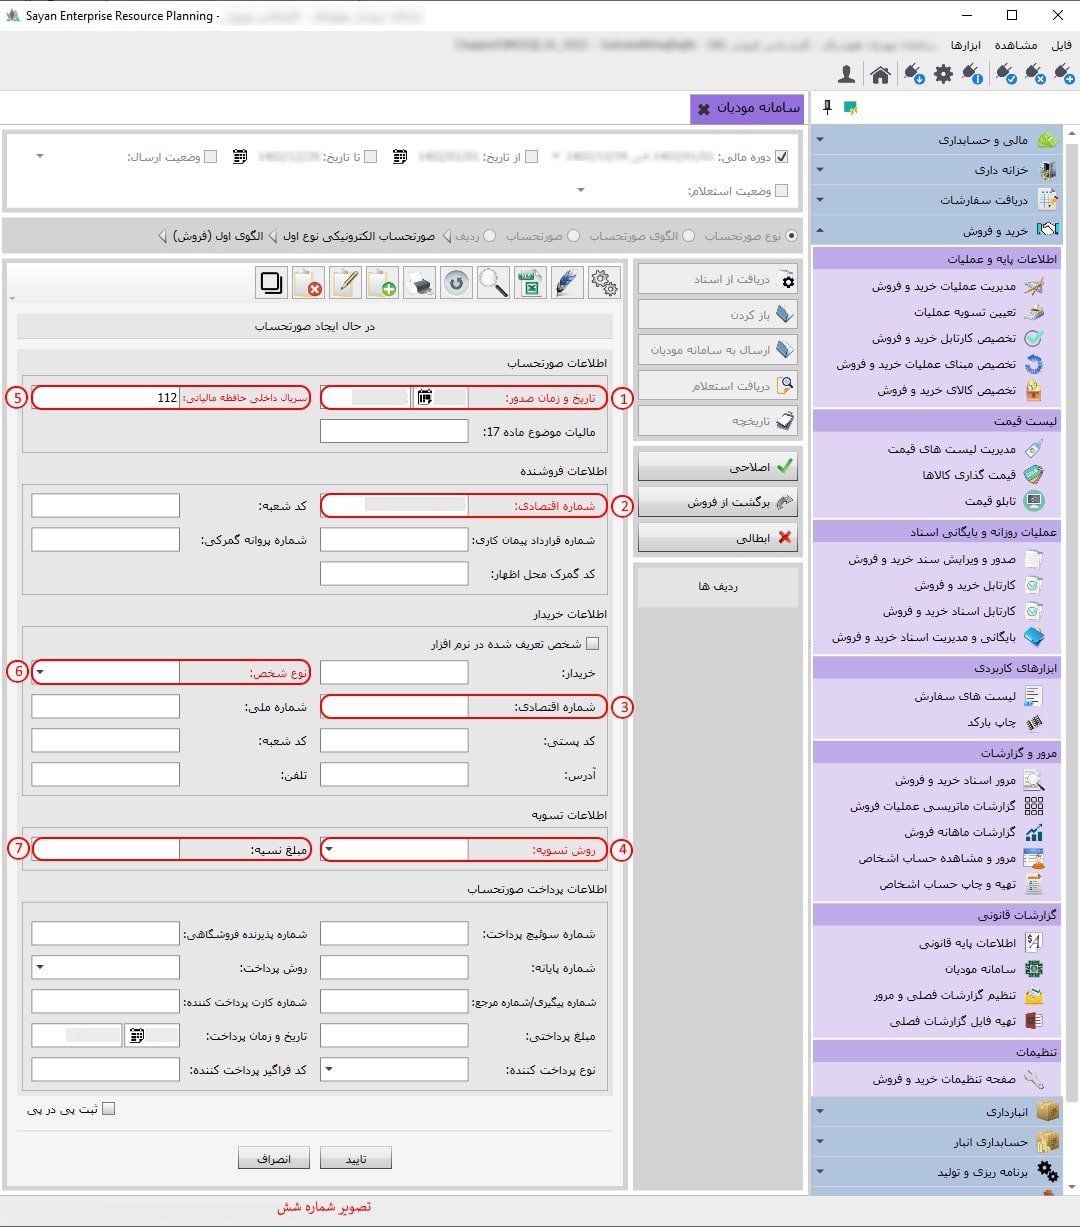 Sayan Enterprise Resource Planning -
فایل مشاهده ابزارها
سامانه مودیان
دوره مالی: از تاریخ: تا تاریخ: وضعیت ارسال:
وضعیت استعلام:
نوع صورتحساب الگوی صورتحساب صورتحساب ردیف صورتحساب الکترونیکی نوع اول الگوی اول (فروش)
مالی و حسابداری
خزانه داری
دریافت سفارشات
خرید و فروش
اطلاعات پایه و عملیات
مدیریت عملیات خرید و فروش
تعیین تسویه عملیات
تخصیص کارتابل خرید و فروش
تخصیص مبنای عملیات خرید و فروش
تخصیص کالای خرید و فروش
لیست قیمت
مدیریت لیست های قیمت
قیمت گذاری کالاها
تابلو قیمت
عملیات روزانه و بایگانی اسناد
صدور و ویرایش سند خرید و فروش
کارتابل خرید و فروش
کارتابل اسناد خرید و فروش
بایگانی و مدیریت اسناد خرید و فروش
ابزارهای کاربردی
لیست های سفارش
چاپ بارکد
مرور و گزارشات
مرور اسناد خرید و فروش
گزارشات ماتریسی عملیات فروش
گزارشات ماهانه فروش
مرور و مشاهده حساب اشخاص
تهیه و چاپ حساب اشخاص
گزارشات قانونی
اطلاعات پایه قانونی
سامانه مودیان
تنظیم گزارشات فصلی و مرور
تهیه فایل گزارشات فصلی
تنظیمات
صفحه تنظیمات خرید و فروش
انبارداری
حسابداری انبار
برنامه ریزی و تولید
دریافت از اسناد
باز کردن
ارسال به سامانه مودیان
دریافت استعلام
تاریخچه
اصلاحی
برگشت از فروش
ابطالی
ردیف ها
در حال ایجاد صورتحساب
اطلاعات صورتحساب
1 تاریخ و زمان صدور: سریال داخلی حافظه مالیاتی: 112 5
مالیات موضوع ماده 17:
اطلاعات فروشنده
2 شماره اقتصادی: کد شعبه:
شماره قرارداد پیمان کاری: شماره پروانه گمرکی:
کد گمرک محل اظهار:
اطلاعات خریدار
شخص تعریف شده در نرم افزار
خریدار: نوع شخص: 6
3 شماره اقتصادی: شماره ملی:
کد پستی: کد شعبه:
آدرس: تلفن:
اطلاعات تسویه
4 روش تسویه: مبلغ نسیه: 7
اطلاعات پرداخت صورتحساب
شماره سوئیچ پرداخت: شماره پذیرنده فروشگاهی:
شماره پایانه: روش پرداخت:
شماره پیگیری/شماره مرجع: شماره کارت پرداخت کننده:
مبلغ پرداختی: تاریخ و زمان پرداخت:
نوع پرداخت کننده: کد فراگیر پرداخت کننده:
ثبت پی در پی
تایید انصراف
تصویر شماره شش